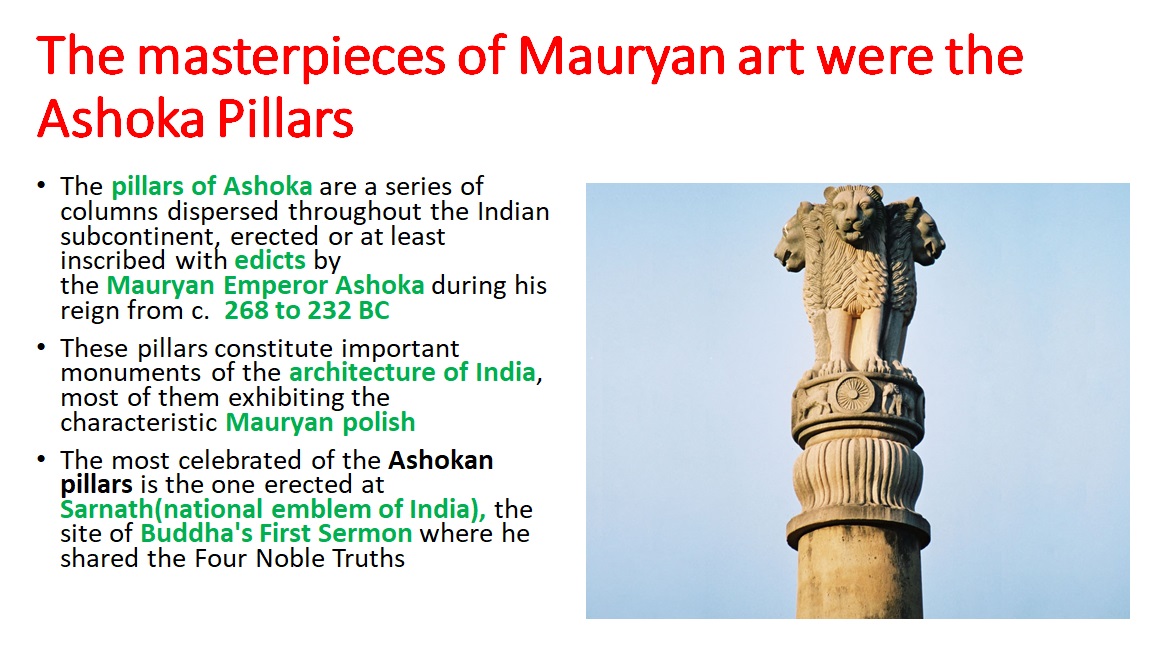 The masterpieces of Mauryan art were the
Ashoka Pillars
• The pillars of Ashoka are a series of
columns dispersed throughout the Indian
subcontinent, erected or at least
inscribed with edicts by
the Mauryan Emperor Ashoka during his
reign from c. 268 to 232 BC
• These pillars constitute important
monuments of the architecture of India,
most of them exhibiting the
characteristic Mauryan polish
• The most celebrated of the Ashokan
pillars is the one erected at
Sarnath(national emblem of India), the
site of Buddha's First Sermon where he
shared the Four Noble Truths